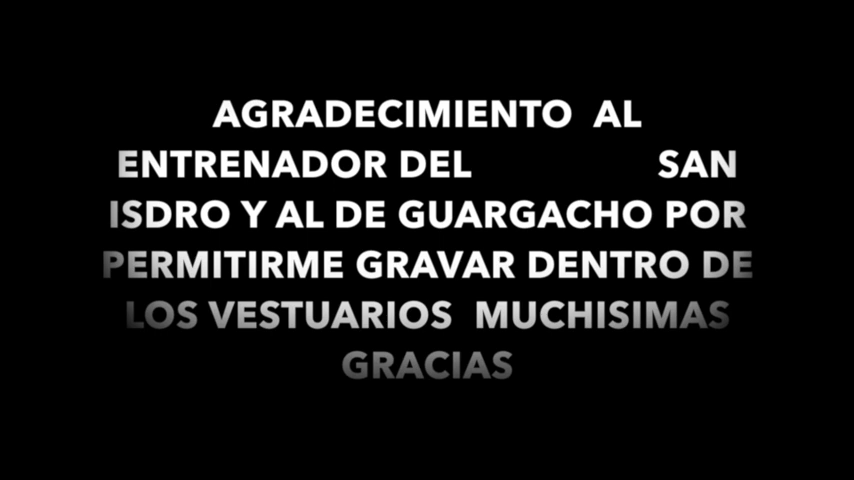 AGRADECIMIENTO AL
ENTRENADOR DEL SAN
ISDRO Y AL DE GUARGACHO POR
PERMITIRME GRAVAR DENTRO DE
LOS VESTUARIOS MUCHISIMAS
GRACIAS